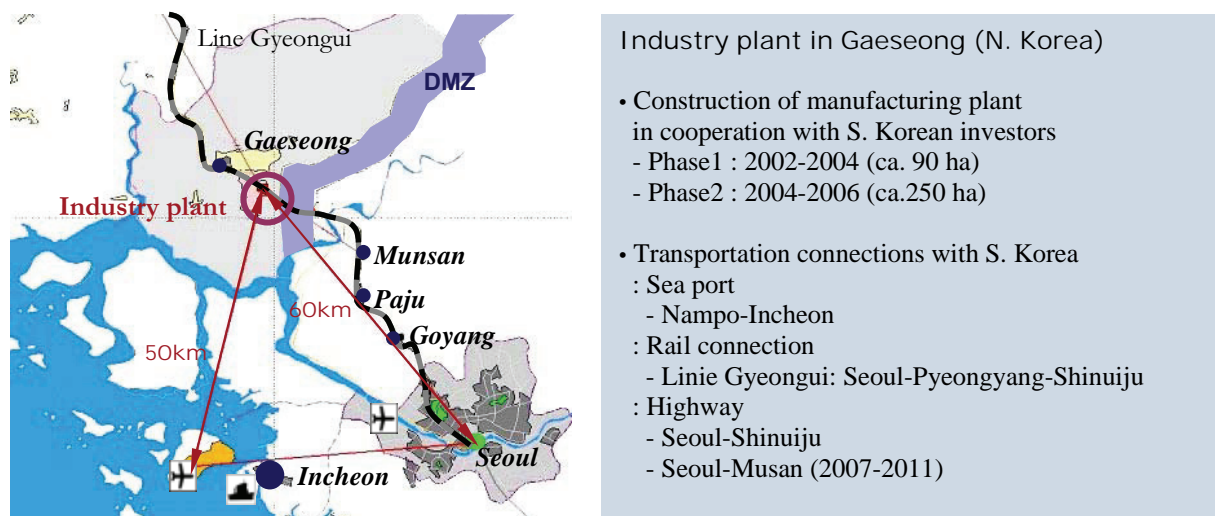 Line Gyeongui
DMZ
Gaeseong
Industry plant
Munsan
Paju
60km
Goyang
50km
Seoul
Incheon
Industry plant in Gaeseong (N. Korea)
• Construction of manufacturing plant
in cooperation with S. Korean investors
- Phase1 : 2002-2004 (ca. 90 ha)
- Phase2 : 2004-2006 (ca.250 ha)
• Transportation connections with S. Korea
: Sea port
- Nampo-Incheon
: Rail connection
- Linie Gyeongui: Seoul-Pyeongyang-Shinuiju
: Highway
- Seoul-Shinuiju
- Seoul-Musan (2007-2011)